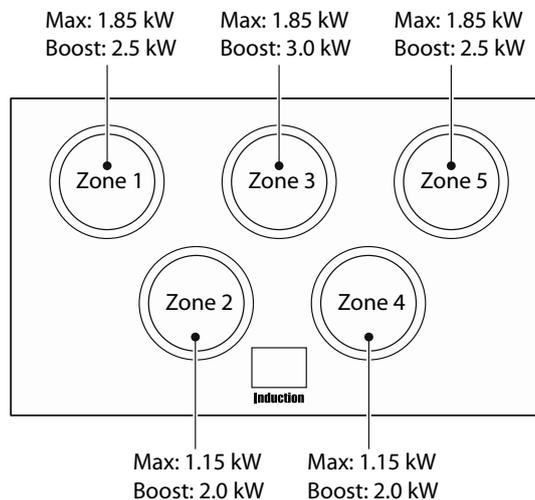 Max: 1.85 kW
Boost: 2.5 kW
Max: 1.85 kW
Boost: 3.0 kW
Max: 1.85 kW
Boost: 2.5 kW
Zone 1
Zone 3
Zone 5
Zone 2
Zone 4
Induction
Max: 1.15 kW
Boost: 2.0 kW
Max: 1.15 kW
Boost: 2.0 kW